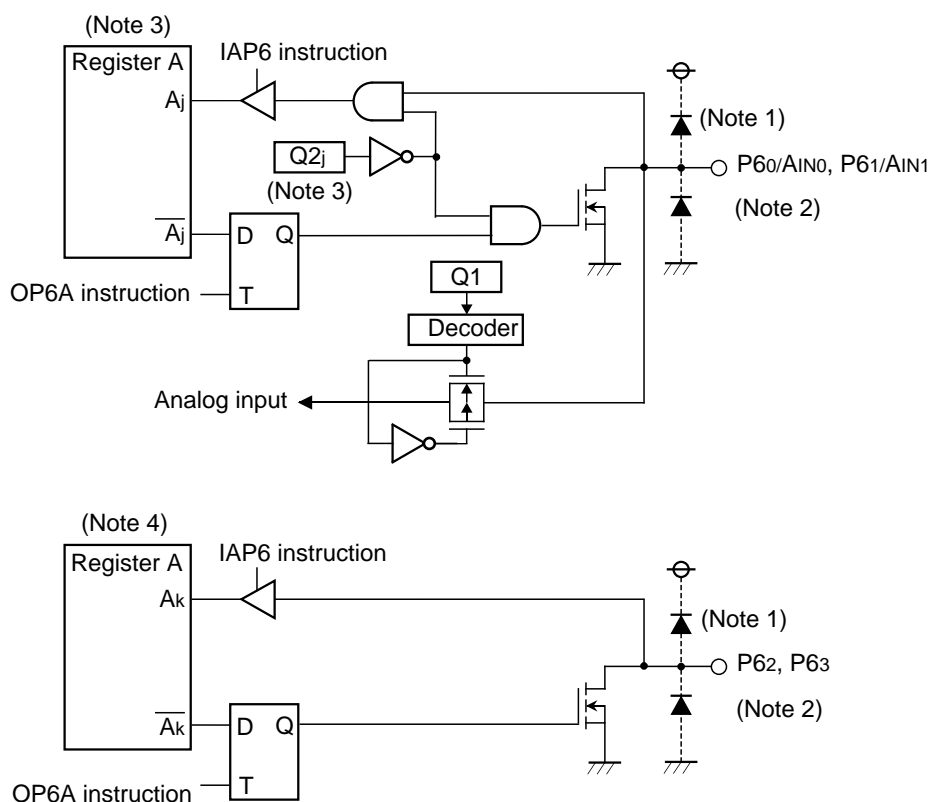 (Note 3)
Register A
IAP6 instruction
Aj
(Note 1)
Q2j
(Note 3)
P60/AIN0, P61/AIN1
(Note 2)
Aj
D Q
T
OP6A instruction
Q1
Decoder
Analog input
(Note 4)
Register A
IAP6 instruction
Ak
(Note 1)
P62, P63
(Note 2)
Ak
D Q
T
OP6A instruction